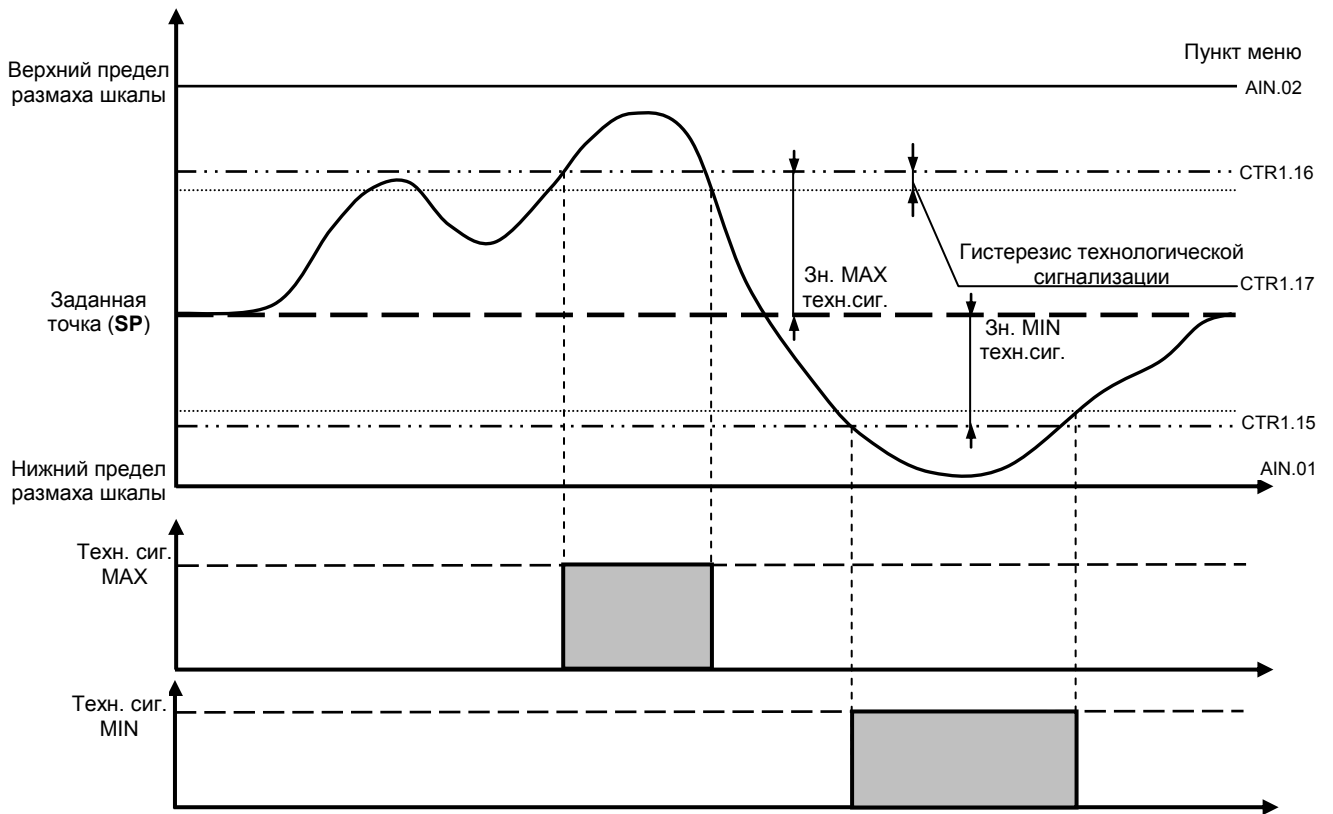 Пункт меню
Верхний предел
размаха шкалы
AIN.02
CTR1.16
Гистерезис технологической
сигнализации
Зн. MAX
техн.сиг.
CTR1.17
Заданная
точка (SP)
Зн. MIN
техн.сиг.
CTR1.15
Нижний предел
размаха шкалы
AIN.01
Техн. сиг.
MAX
Техн. сиг.
MIN